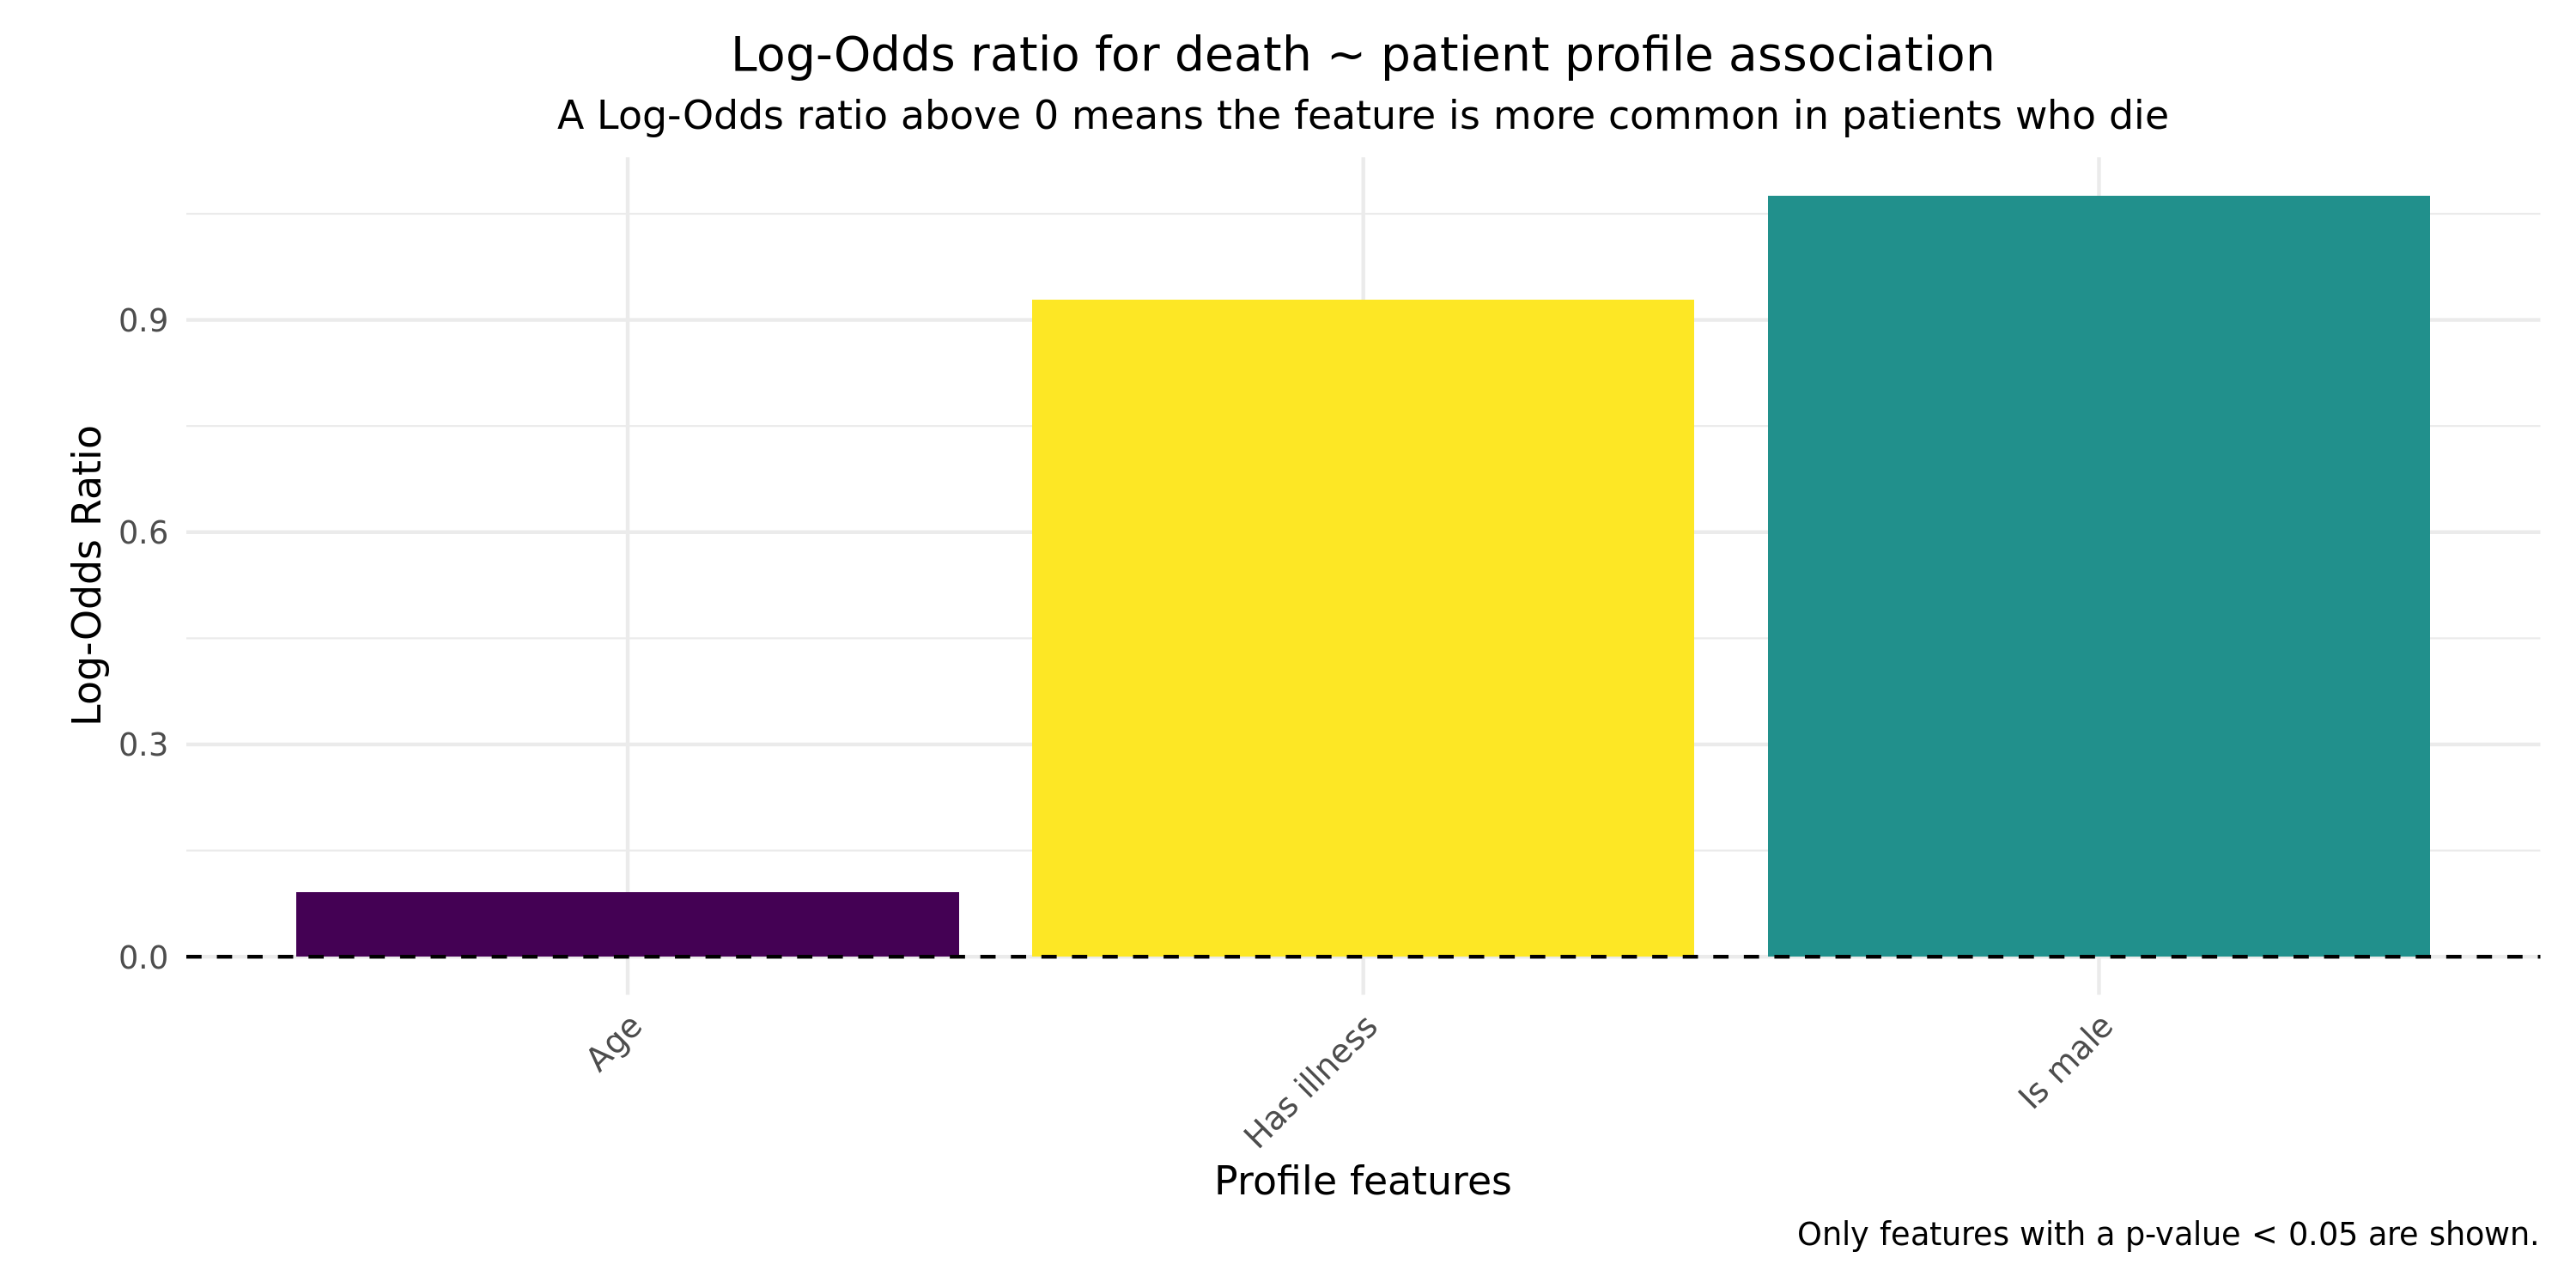 Log-Odds ratio for death ~ patient profile association
A Log-Odds ratio above 0 means the feature is more common in patients who die
Log-Odds Ratio
0.9
0.6
0.3
0.0
Age
Has illness
Is male
Profile features
Only features with a p-value < 0.05 are shown.